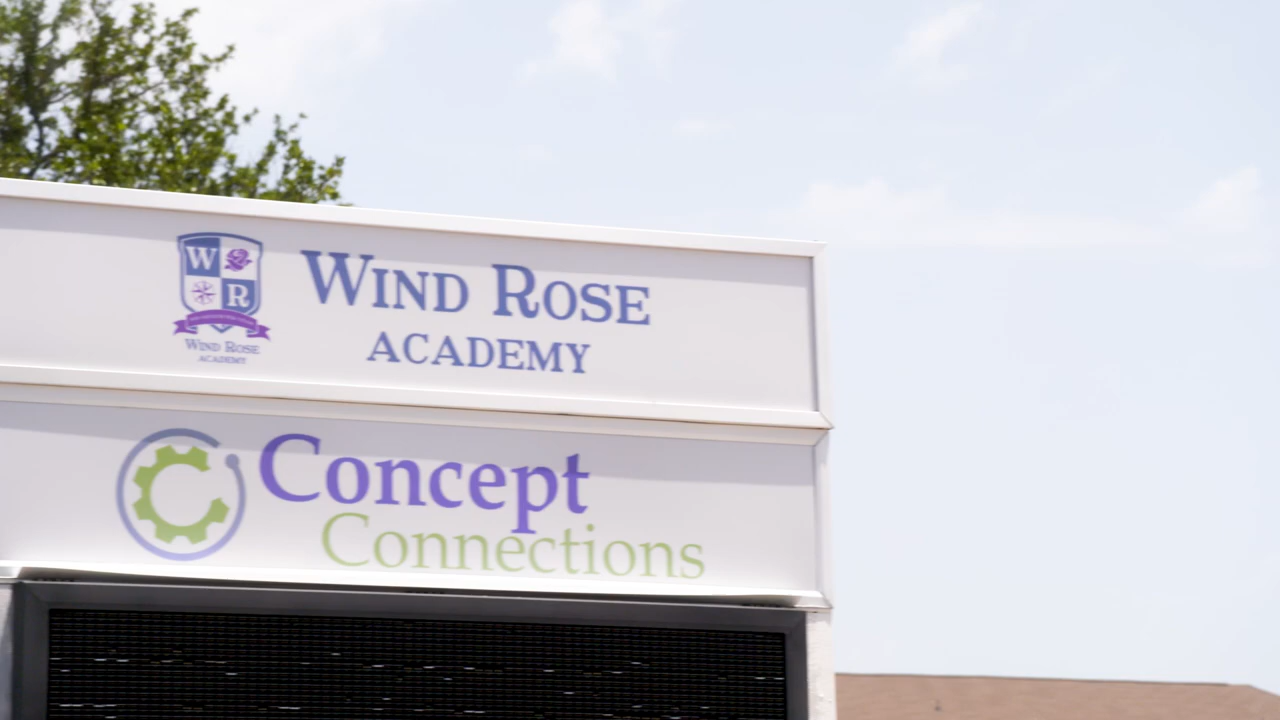 W
R
WIND ROSE
ACADEMY
WIND ROSE
ACADEMY
Concept
Connections